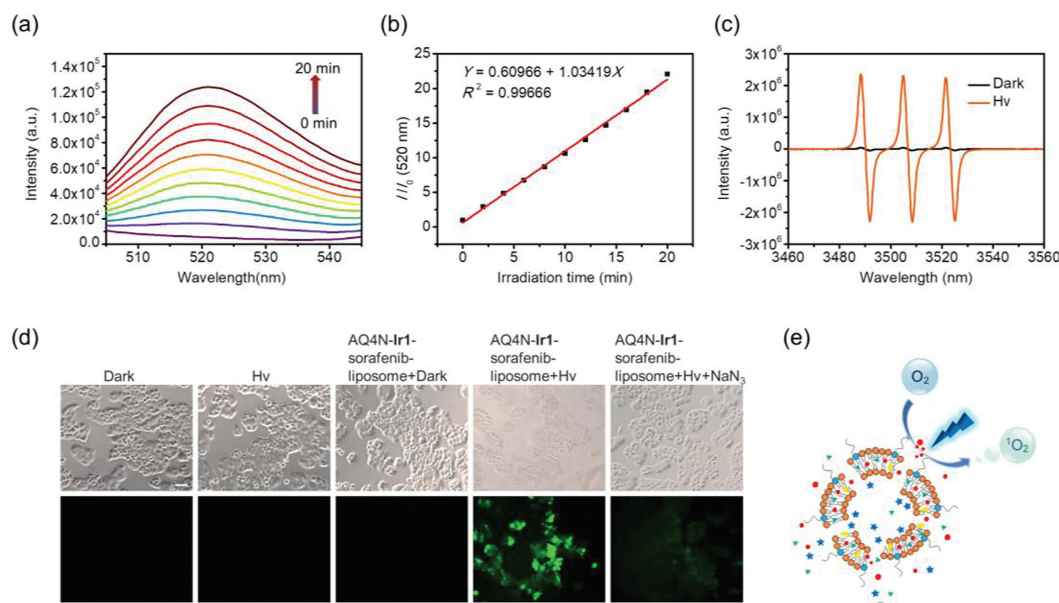 (a)
1.4x10⁵
1.2x10⁵
1.0x10⁵
8.0x10⁴
6.0x10⁴
4.0x10⁴
2.0x10⁴
0.0
Intensity (a.u.)
20 min
0 min
510 520 530 540
Wavelength(nm)
(b)
25
20
15
10
5
0
I/I₀ (520 nm)
Y = 0.60966 + 1.03419X
R² = 0.99666
0 5 10 15 20
Irradiation time (min)
(c)
3x10⁶
2x10⁶
1x10⁶
0
-1x10⁶
-2x10⁶
-3x10⁶
Intensity (a.u.)
Dark
Hv
3460 3480 3500 3520 3540 3560
Wavelength (nm)
(d)
Dark
Hv
AQ4N-Ir1-
sorafenib-
liposome+Dark
AQ4N-Ir1-
sorafenib-
liposome+Hv
AQ4N-Ir1-
sorafenib-
liposome+Hv+NaN₃
(e)
O₂
¹O₂